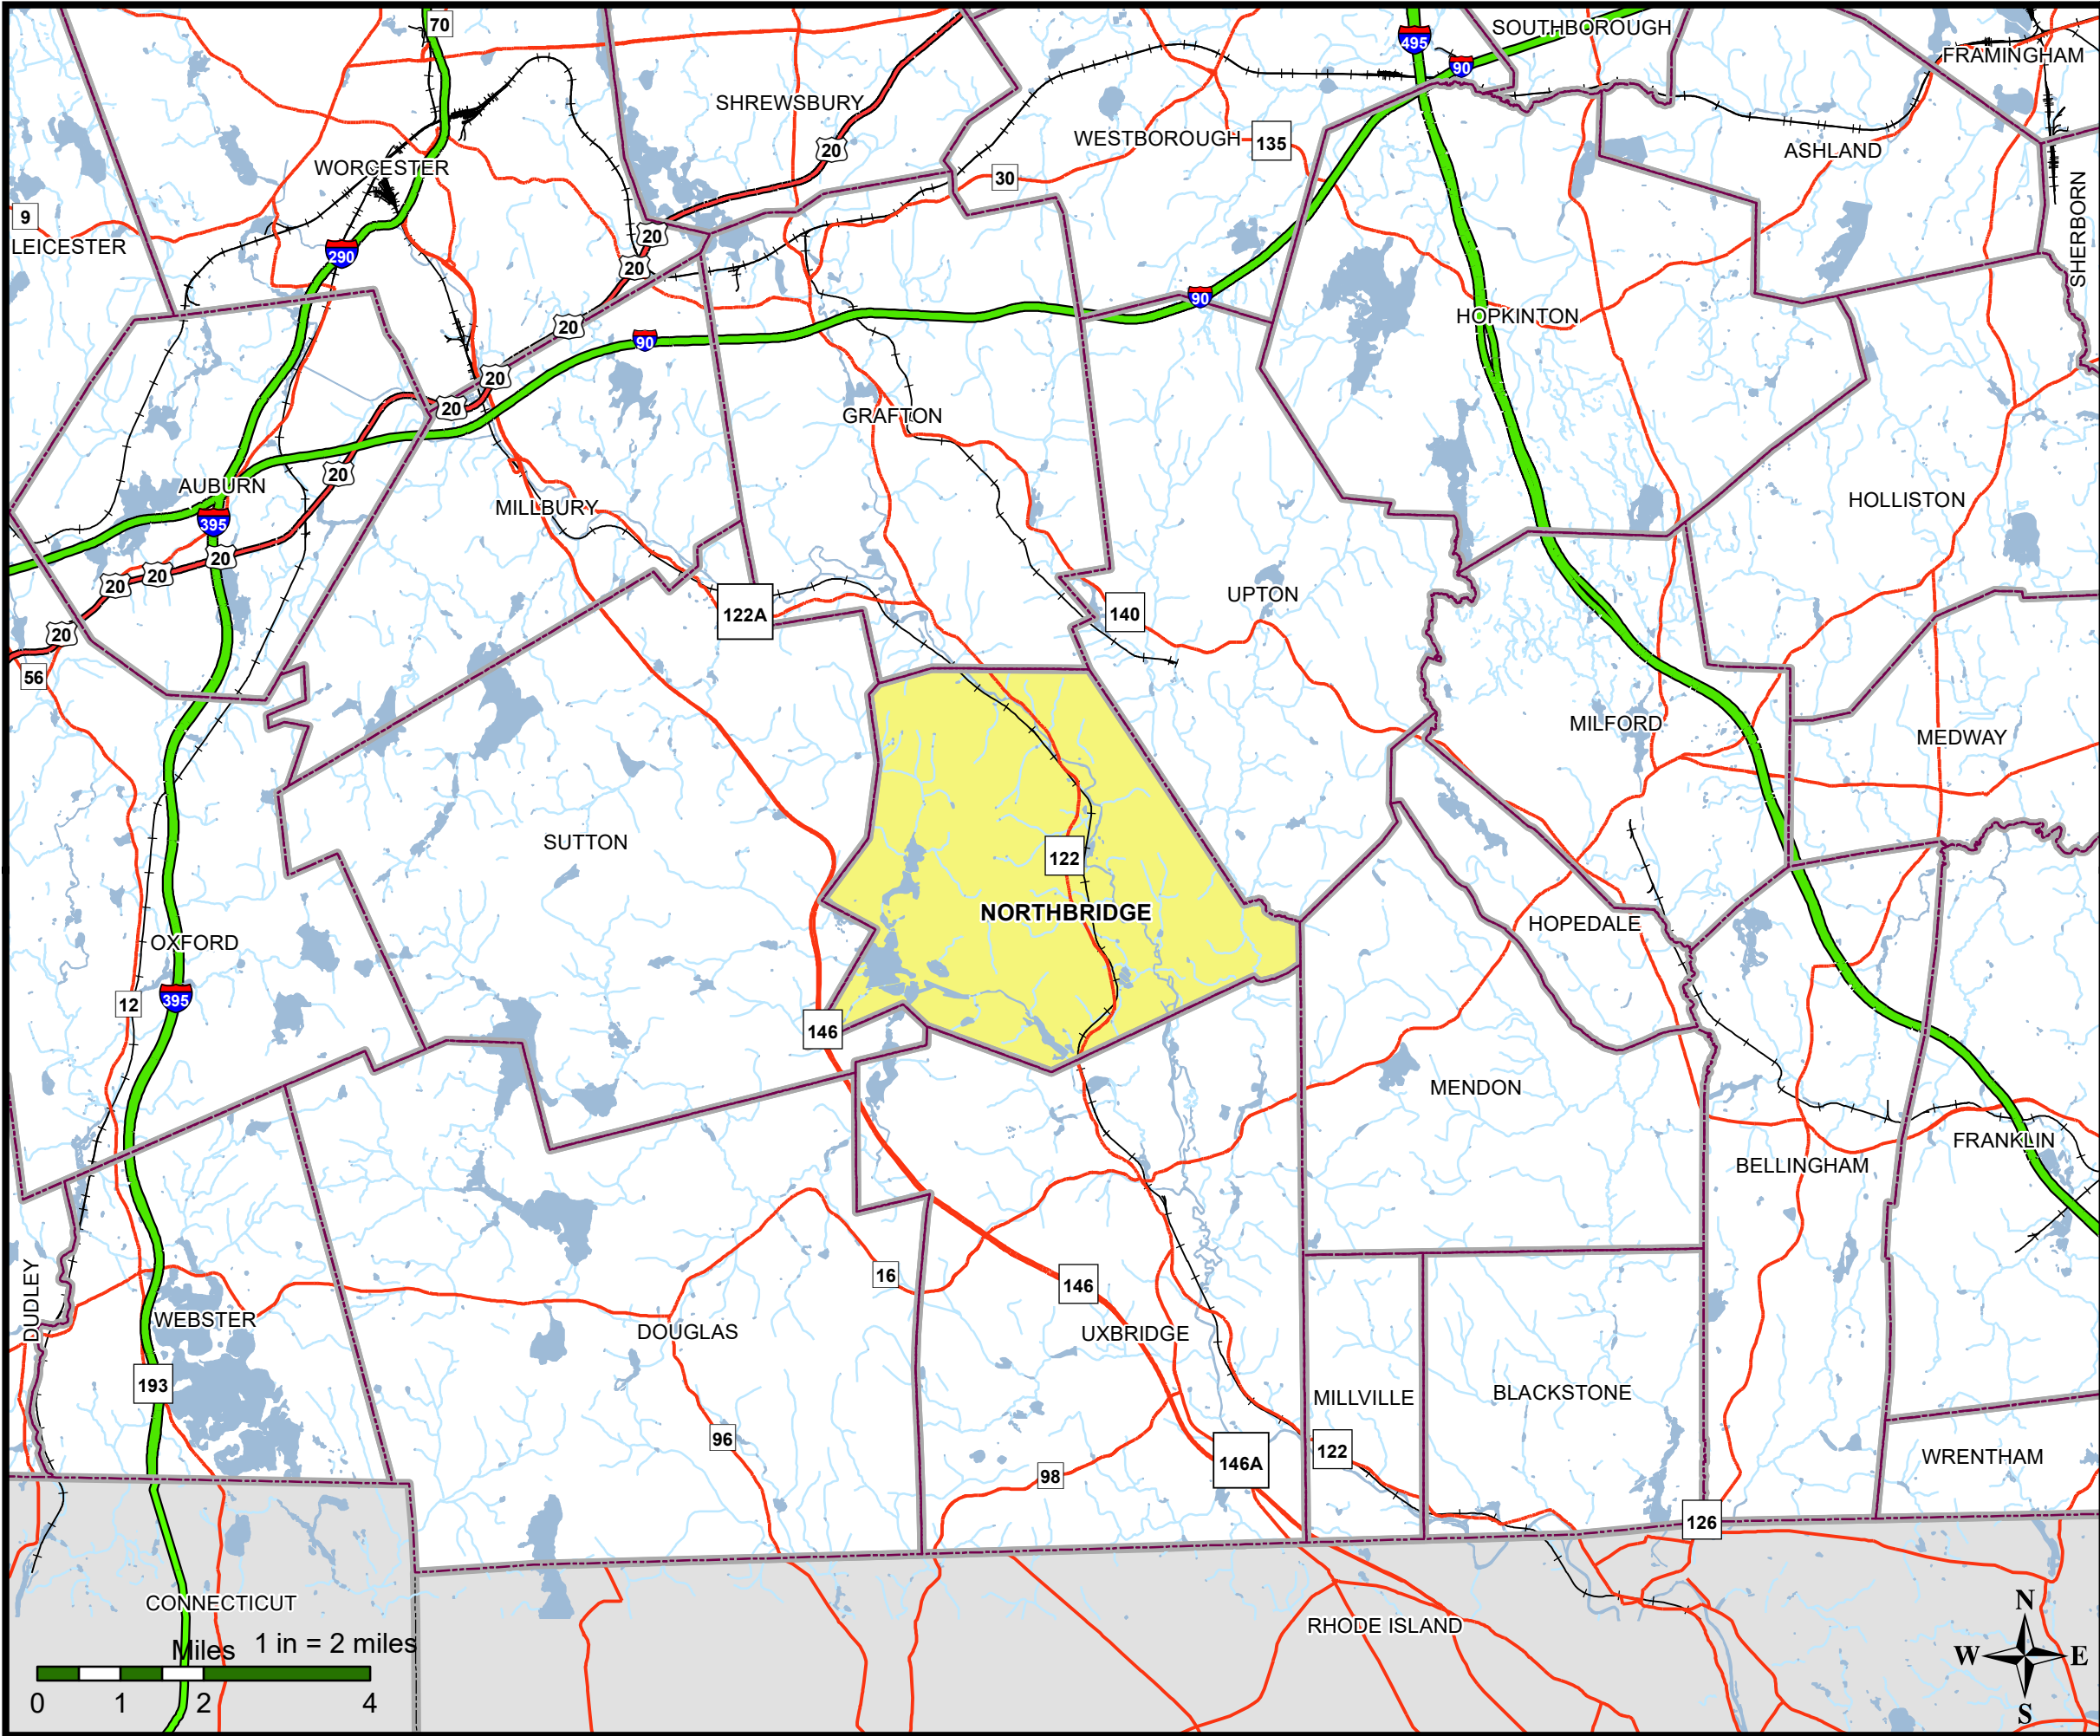 70
495
SOUTHBOROUGH
90
FRAMINGHAM
SHREWSBURY
WESTBOROUGH
135
20
ASHLAND
WORCESTER
30
SHERBORN
9
LEICESTER
20
290
20
90
HOPKINTON
20
90
20
20
GRAFTON
20
AUBURN
MILLBURY
HOLLISTON
395
20
20
20
122A
140
UPTON
20
56
MILFORD
MEDWAY
SUTTON
122
NORTHBRIDGE
HOPEDALE
OXFORD
395
12
146
MENDON
FRANKLIN
BELLINGHAM
16
146
DUDLEY
WEBSTER
DOUGLAS
UXBRIDGE
193
MILLVILLE
BLACKSTONE
96
122
146A
98
WRENTHAM
126
CONNECTICUT
RHODE ISLAND
N
W
E
S
Miles
1 in = 2 miles
0
1
2
4